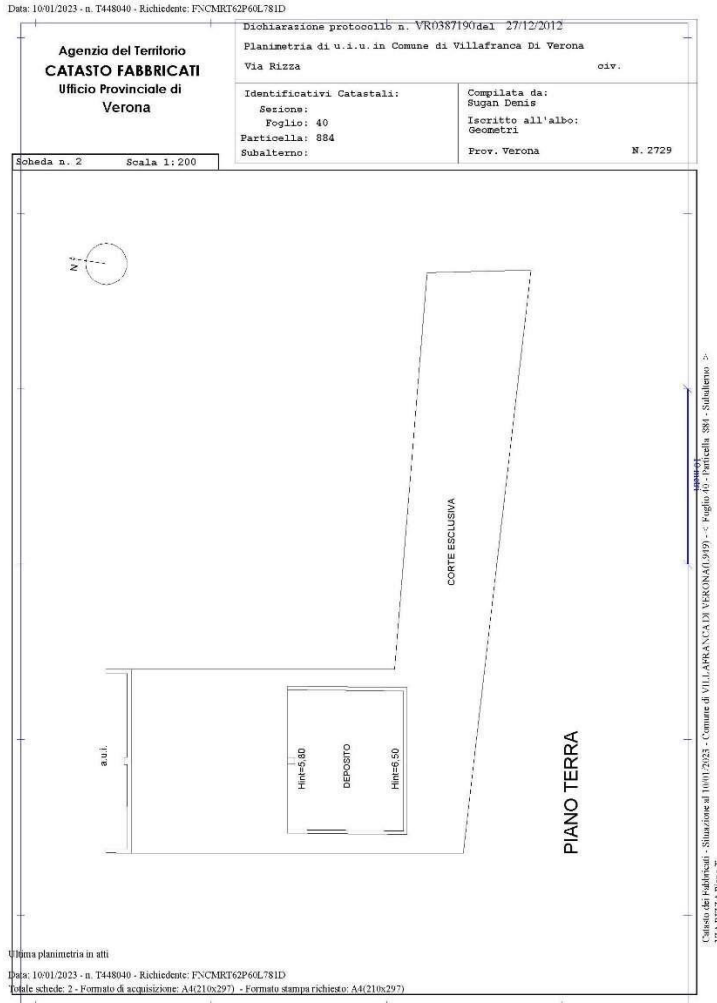 Data: 10/01/2023 - n. T448040 - Richiedente: FNCMRT62P60L781D
Agenzia del Territorio
CATASTO FABBRICATI
Ufficio Provinciale di
Verona
Dichiarazione protocollo n. VR0387190 del 27/12/2012
Planimetria di u.i.u. in Comune di Villafranca Di Verona
Via Rizza civ.
Identificativi Catastali:
Sezione:
Foglio: 40
Particella: 884
Subalterno:
Compilata da:
Sugan Denis
Iscritto all'albo:
Geometri
Prov. Verona N. 2729
Scheda n. 2 Scala 1:200
N
CORTE ESCLUSIVA
a.u.i.
Hint=5,80
DEPOSITO
Hint=6,50
PIANO TERRA
10 metri
Catasto dei Fabbricati - Situazione al 10/01/2023 - Comune di VILLAFRANCA DI VERONA(L949) - < Foglio 40 - Particella 884 - Subalterno >
Ultima planimetria in atti
Data: 10/01/2023 - n. T448040 - Richiedente: FNCMRT62P60L781D
Totale schede: 2 - Formato di acquisizione: A4(210x297) - Formato stampa richiesto: A4(210x297)